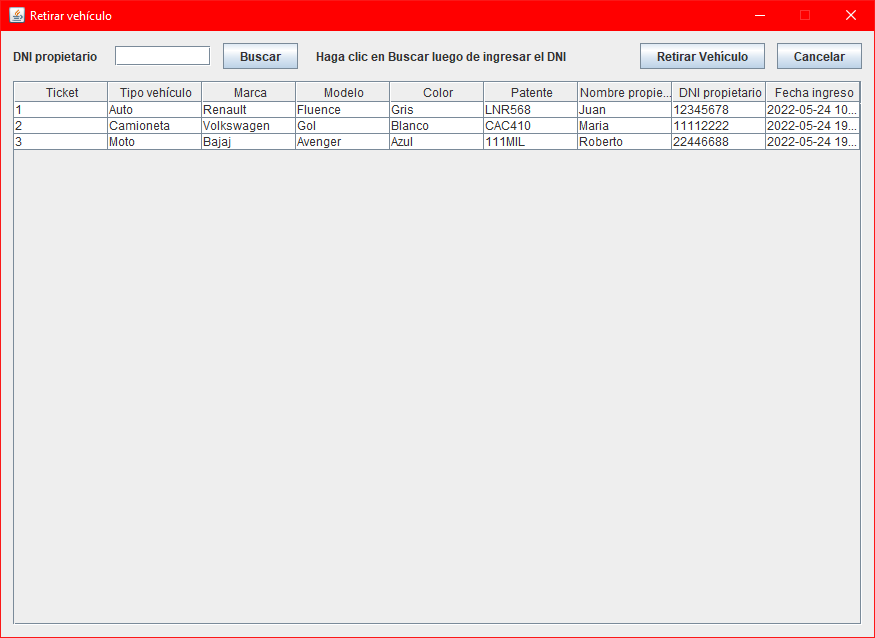 Retirar vehículo
DNI propietario Buscar Haga clic en Buscar luego de ingresar el DNI Retirar Vehículo Cancelar
Ticket Tipo vehículo Marca Modelo Color Patente Nombre propie... DNI propietario Fecha ingreso
1 Auto Renault Fluence Gris LNR568 Juan 12345678 2022-05-24 10...
2 Camioneta Volkswagen Gol Blanco CAC410 Maria 11112222 2022-05-24 19...
3 Moto Bajaj Avenger Azul 111MIL Roberto 22446688 2022-05-24 19...